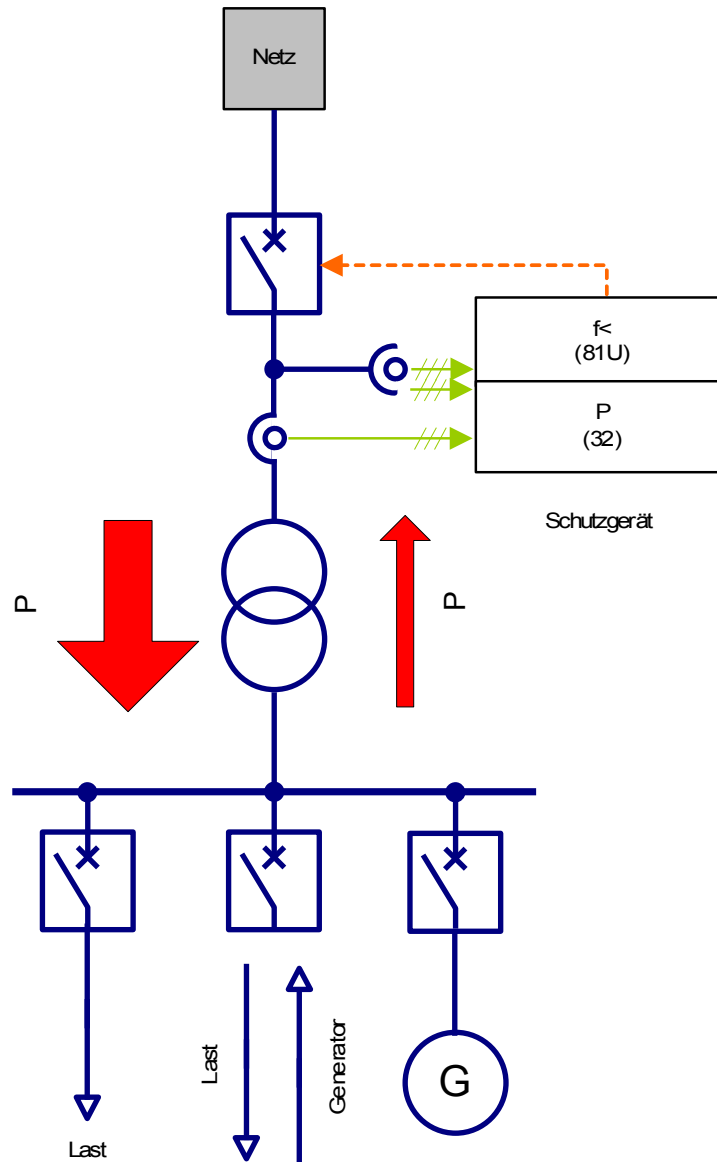 Netz
f<
(81U)
P
(32)
Schutzgerät
P
P
Last
Generator
G
Last